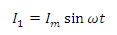 I₁ = Iₘ sin ωt